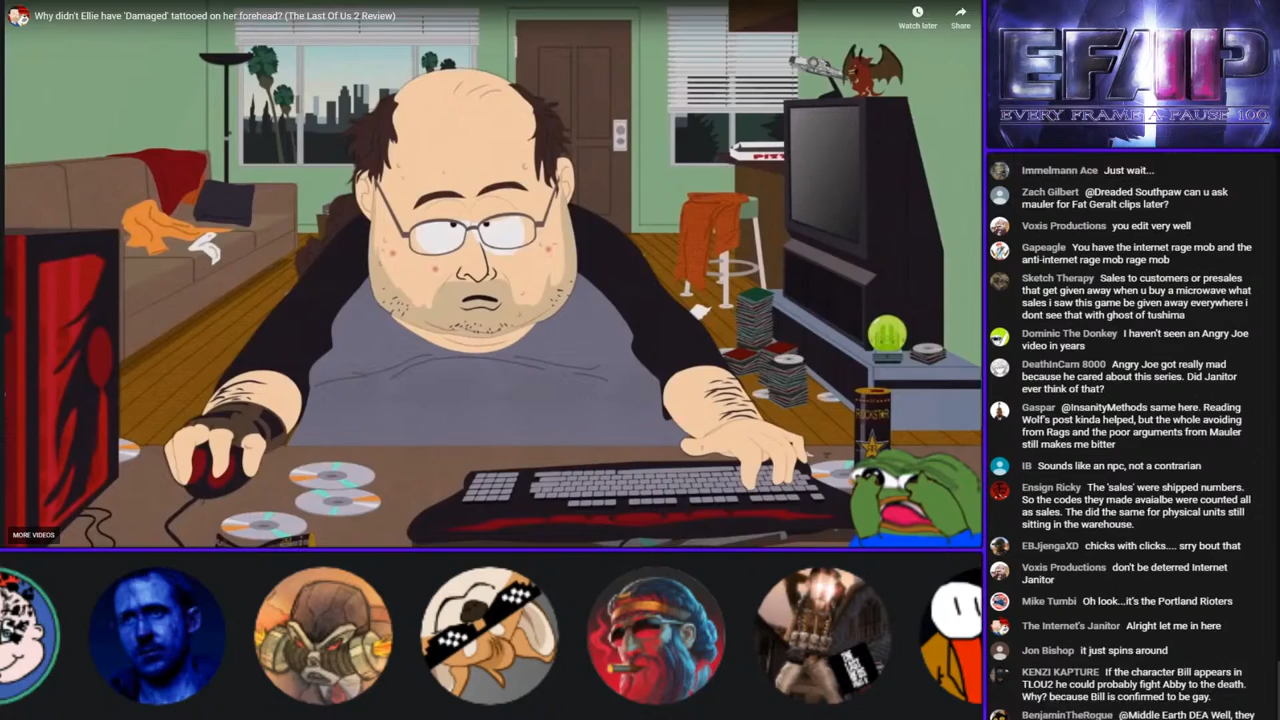 Why didn't Ellie have 'Damaged' tattooed on her forehead? (The Last Of Us 2 Review)
Watch later
Share
EFAP
EVERY FRAME A PAUSE 100
Immelmann Ace Just wait...
Zach Gilbert @Dreaded Southpaw can u ask
mauler for Fat Geralt clips later?
Voxis Productions you edit very well
Gapeagle You have the internet rage mob and the
anti-internet rage mob rage mob
Sketch Therapy Sales to customers or presales
that get given away when u buy a microwave what
sales i saw this game be given away everywhere i
dont see that with ghost of tushima
Dominic The Donkey I haven't seen an Angry Joe
video in years
DeathInCarn 8000 Angry Joe got really mad
because he cared about this series. Did Janitor
ever think of that?
Gaspar @InsanityMethods same here. Reading
Wolf's post kinda helped, but the whole avoiding
from Rags and the poor arguments from Mauler
still makes me bitter
IB Sounds like an npc, not a contrarian
Ensign Ricky The 'sales' were shipped numbers.
So the codes they made avaialbe were counted all
as sales. The did the same for physical units still
sitting in the warehouse.
EBJjengaXD chicks with clicks.... srry bout that
Voxis Productions don't be deterred Internet
Janitor
Mike Tumbi Oh look...it's the Portland Rioters
The Internet's Janitor Alright let me in here
Jon Bishop it just spins around
KENZI KAPTURE If the character Bill appears in
TLOU2 he could probably fight Abby to the death.
Why? because Bill is confirmed to be gay.
BenjaminTheRogue @Middle Earth DEA Well, they
ROCKSTAR
MORE VIDEOS